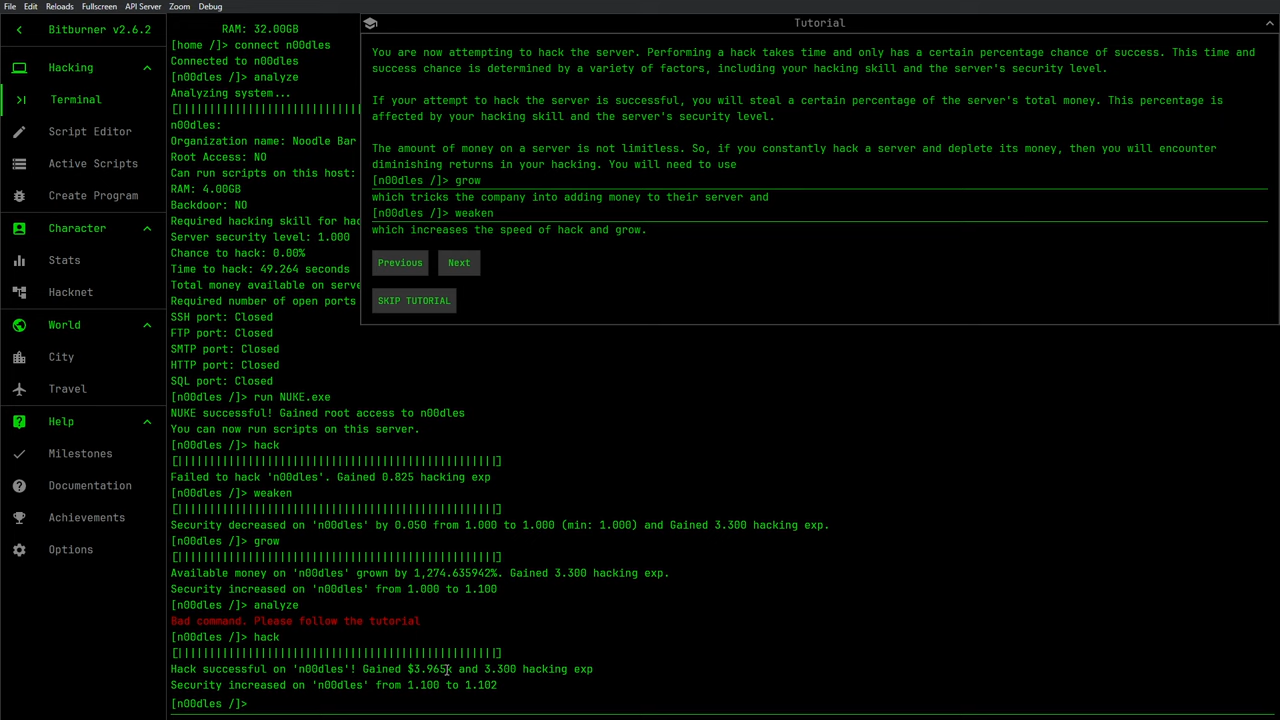 File Edit Reloads Fullscreen API Server Zoom Debug
Bitburner v2.6.2
Hacking
Terminal
Script Editor
Active Scripts
Create Program
Character
Stats
Hacknet
World
City
Travel
Help
Milestones
Documentation
Achievements
Options
RAM: 32.00GB
[home /]> connect n00dles
Connected to n00dles
[n00dles /]> analyze
Analyzing system...
[||||||||||||||||||||||||||||
n00dles:
Organization name: Noodle Bar
Root Access: NO
Can run scripts on this host:
RAM: 4.00GB
Backdoor: NO
Required hacking skill for hac
Server security level: 1.000
Chance to hack: 0.00%
Time to hack: 49.264 seconds
Total money available on serve
Required number of open ports
SSH port: Closed
FTP port: Closed
SMTP port: Closed
HTTP port: Closed
SQL port: Closed
[n00dles /]> run NUKE.exe
NUKE successful! Gained root access to n00dles
You can now run scripts on this server.
[n00dles /]> hack
[||||||||||||||||||||||||||||||||||||||||||||||||||]
Failed to hack 'n00dles'. Gained 0.825 hacking exp
[n00dles /]> weaken
[||||||||||||||||||||||||||||||||||||||||||||||||||]
Security decreased on 'n00dles' by 0.050 from 1.000 to 1.000 (min: 1.000) and Gained 3.300 hacking exp.
[n00dles /]> grow
[||||||||||||||||||||||||||||||||||||||||||||||||||]
Available money on 'n00dles' grown by 1,274.635942%. Gained 3.300 hacking exp.
Security increased on 'n00dles' from 1.000 to 1.100
[n00dles /]> analyze
Bad command. Please follow the tutorial
[n00dles /]> hack
[||||||||||||||||||||||||||||||||||||||||||||||||||]
Hack successful on 'n00dles'! Gained $3.965k and 3.300 hacking exp
Security increased on 'n00dles' from 1.100 to 1.102
[n00dles /]>
Tutorial
You are now attempting to hack the server. Performing a hack takes time and only has a certain percentage chance of success. This time and
success chance is determined by a variety of factors, including your hacking skill and the server's security level.
If your attempt to hack the server is successful, you will steal a certain percentage of the server's total money. This percentage is
affected by your hacking skill and the server's security level.
The amount of money on a server is not limitless. So, if you constantly hack a server and deplete its money, then you will encounter
diminishing returns in your hacking. You will need to use
[n00dles /]> grow
which tricks the company into adding money to their server and
[n00dles /]> weaken
which increases the speed of hack and grow.
Previous Next
SKIP TUTORIAL